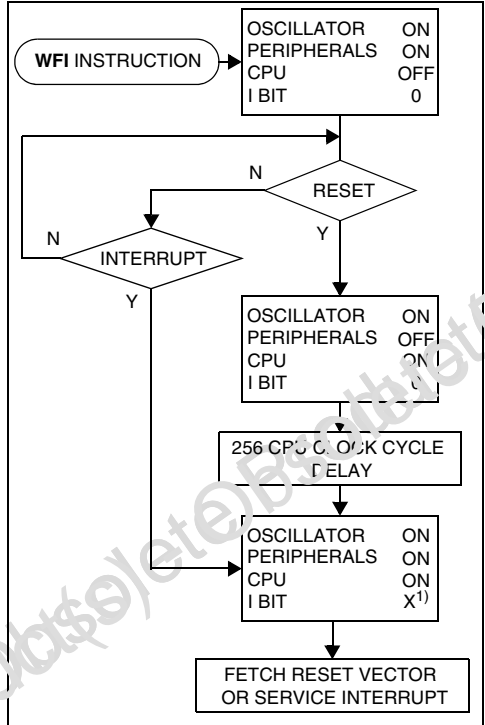 WFI INSTRUCTION
OSCILLATOR ON
PERIPHERALS ON
CPU OFF
I BIT 0
N
RESET
N
INTERRUPT
Y
Y
OSCILLATOR ON
PERIPHERALS OFF
CPU ON
I BIT
256 CPU CLOCK CYCLE
DELAY
OSCILLATOR ON
PERIPHERALS ON
CPU ON
I BIT X1)
FETCH RESET VECTOR
OR SERVICE INTERRUPT